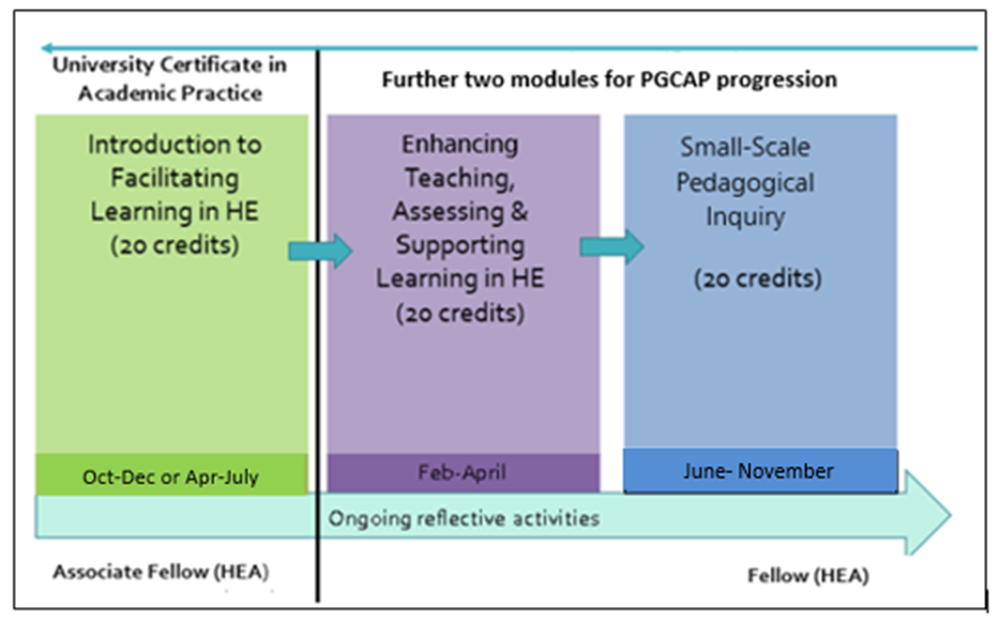 University Certificate in
Academic Practice
Further two modules for PGCAP progression
Introduction to
Facilitating
Learning in HE
(20 credits)
Oct-Dec or Apr-July
Enhancing
Teaching,
Assessing &
Supporting
Learning in HE
(20 credits)
Feb-April
Small-Scale
Pedagogical
Inquiry
(20 credits)
June- November
Ongoing reflective activities
Associate Fellow (HEA)
Fellow (HEA)